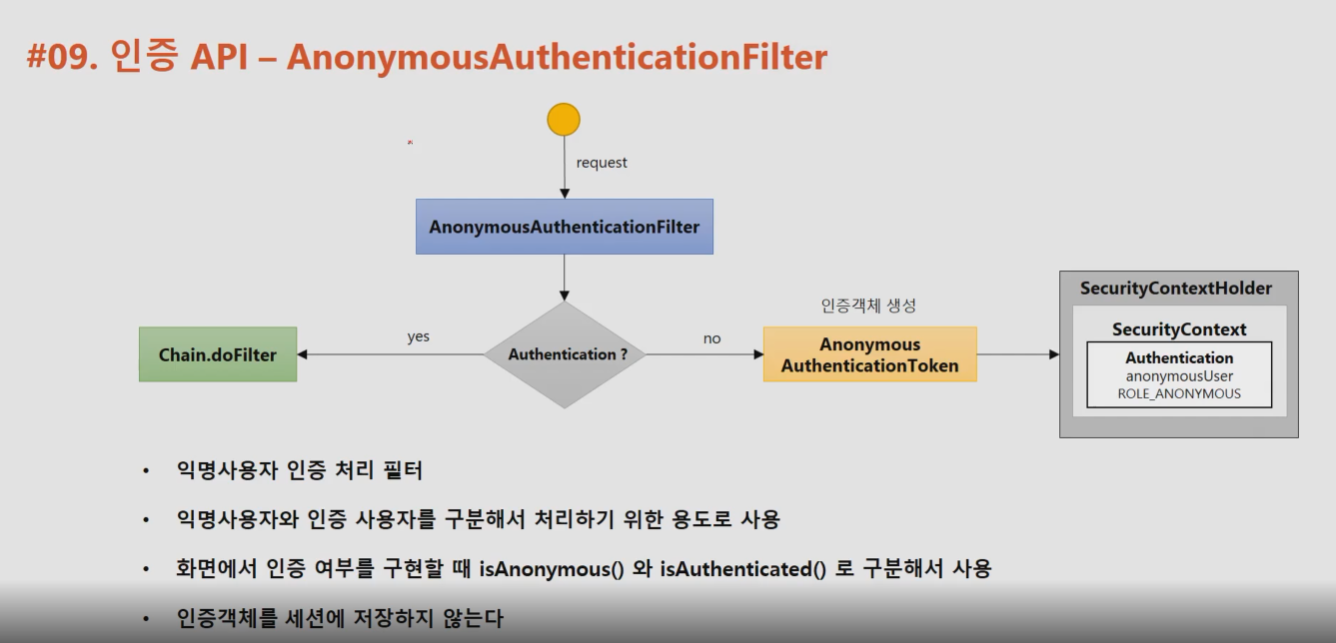 #09. 인증 API – AnonymousAuthenticationFilter
request
AnonymousAuthenticationFilter
Chain.doFilter
yes
Authentication ?
no
인증객체 생성
Anonymous
AuthenticationToken
SecurityContextHolder
SecurityContext
Authentication
anonymousUser
ROLE_ANONYMOUS
• 익명사용자 인증 처리 필터
• 익명사용자와 인증 사용자를 구분해서 처리하기 위한 용도로 사용
• 화면에서 인증 여부를 구현할 때 isAnonymous() 와 isAuthenticated() 로 구분해서 사용
• 인증객체를 세션에 저장하지 않는다